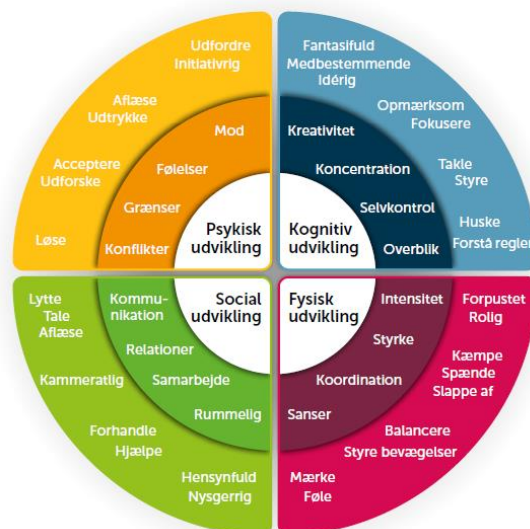 Udfordre
Initiativrig
Aflæse
Udtrykke
Acceptere
Udforske
Løse
Mod
Følelser
Grænser
Konflikter
Psykisk
udvikling
Fantasifuld
Medbestemmende
Idérig
Opmærksom
Fokusere
Takle
Styre
Huske
Forstå regler
Kreativitet
Koncentration
Selvkontrol
Overblik
Kognitiv
udvikling
Lytte
Tale
Aflæse
Kammeratlig
Forhandle
Hjælpe
Hensynfuld
Nysgerrig
Kommu-
nikation
Relationer
Samarbejde
Rummelig
Social
udvikling
Fysisk
udvikling
Intensitet
Styrke
Koordination
Sanser
Forpustet
Rolig
Kæmpe
Spænde
Slappe af
Balancere
Styre bevægelser
Mærke
Føle